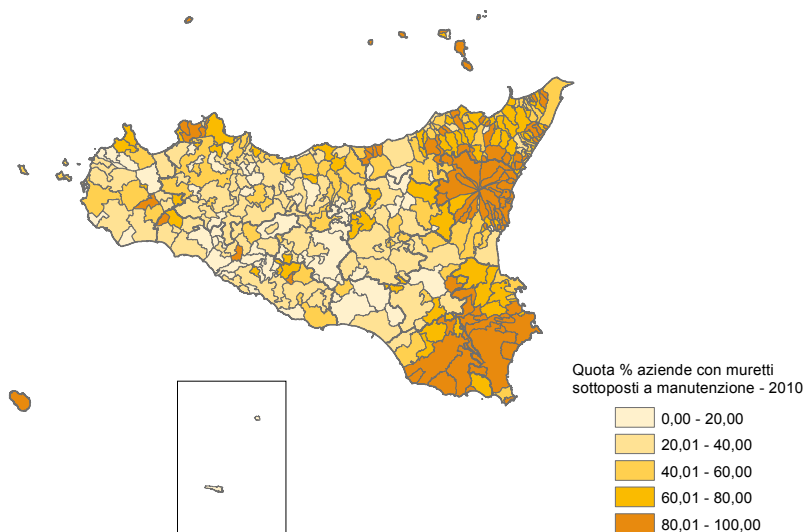 Quota % aziende con muretti
sottoposti a manutenzione - 2010
0,00 - 20,00
20,01 - 40,00
40,01 - 60,00
60,01 - 80,00
80,01 - 100,00